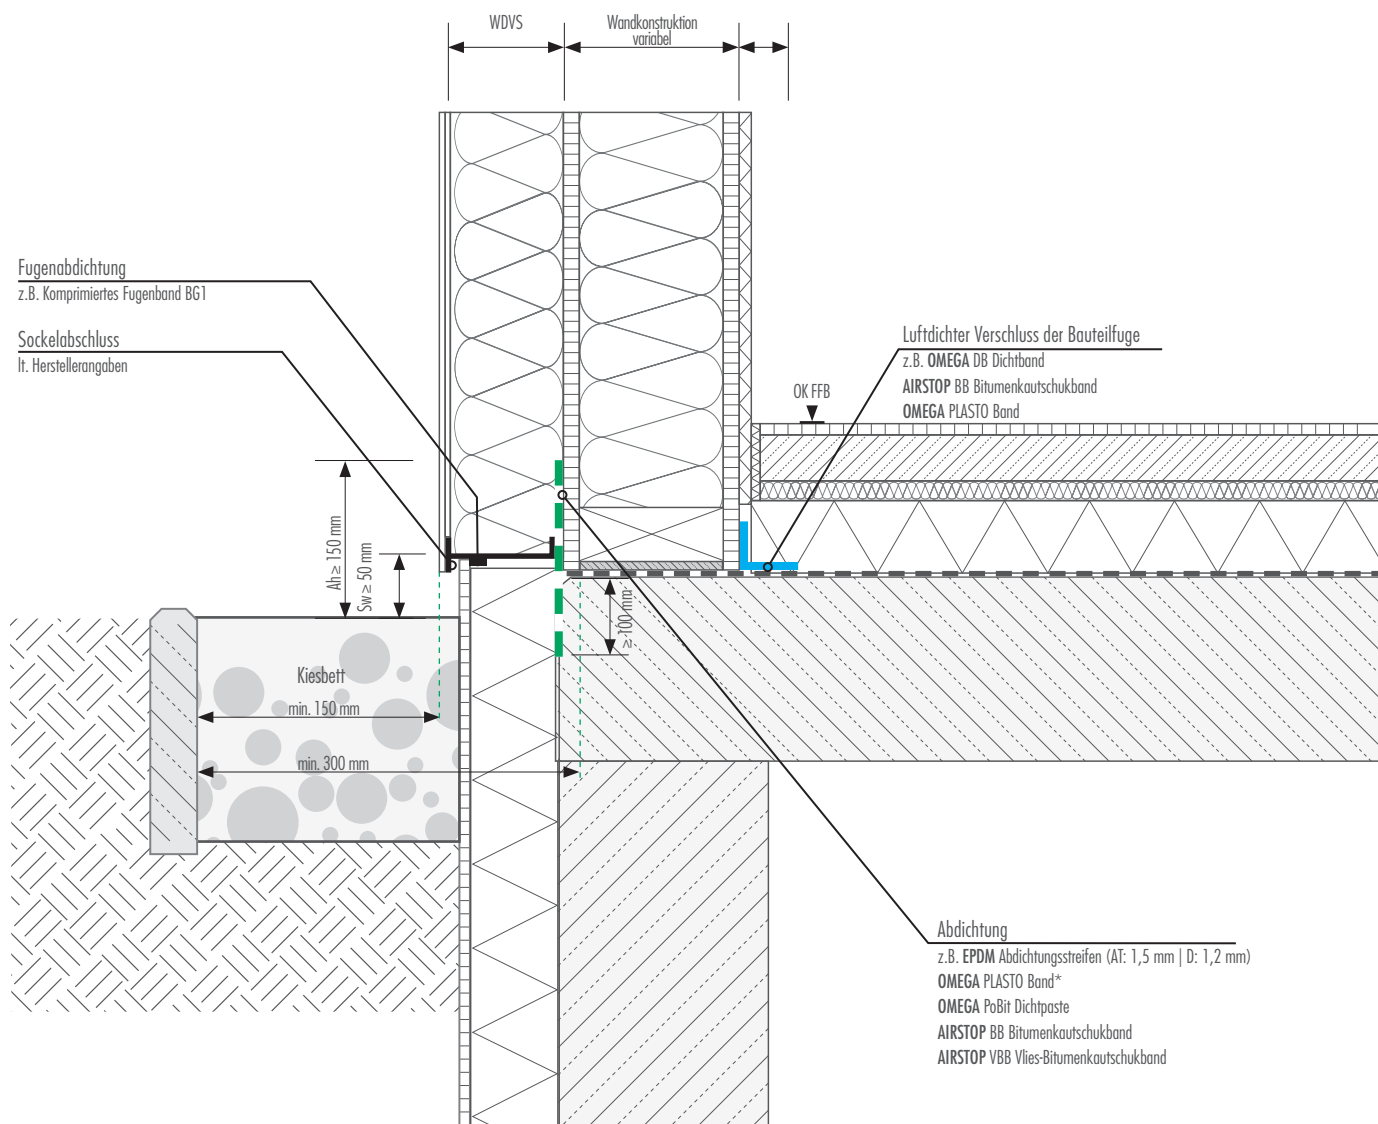 WDVS
Wandkonstruktion
variabel
Fugenabdichtung
z.B. Komprimiertes Fugenband BG1
Sockelabschluss
lt. Herstellerangaben
Luftdichter Verschluss der Bauteilfuge
z.B. OMEGA DB Dichtband
AIRSTOP BB Bitumenkautschukband
OMEGA PLASTO Band
OK FFB
Ah ≥ 150 mm
Sw ≥ 50 mm
≥ 100 mm
Kiesbett
min. 150 mm
min. 300 mm
Abdichtung
z.B. EPDM Abdichtungsstreifen (AT: 1,5 mm | D: 1,2 mm)
OMEGA PLASTO Band*
OMEGA PoBit Dichtpaste
AIRSTOP BB Bitumenkautschukband
AIRSTOP VBB Vlies-Bitumenkautschukband